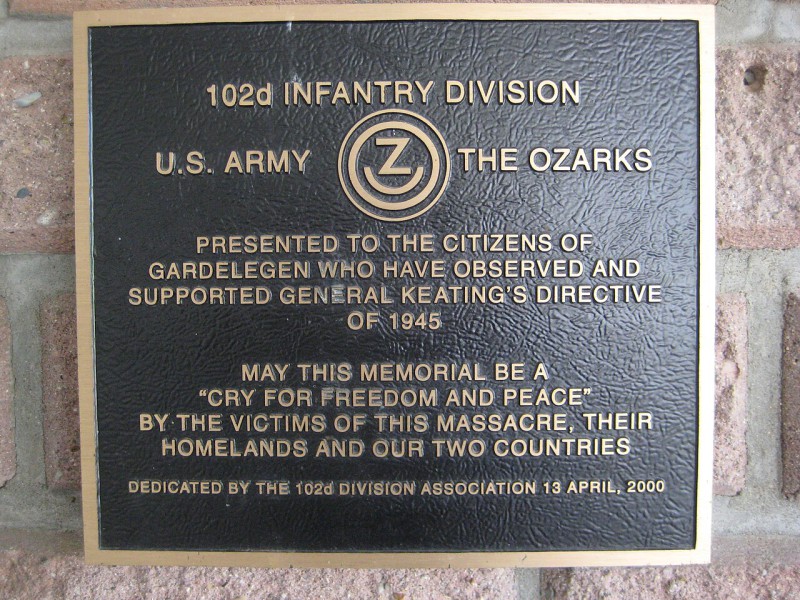 102d INFANTRY DIVISION
U.S. ARMY Z THE OZARKS
PRESENTED TO THE CITIZENS OF
GARDELEGEN WHO HAVE OBSERVED AND
SUPPORTED GENERAL KEATING'S DIRECTIVE
OF 1945
MAY THIS MEMORIAL BE A
"CRY FOR FREEDOM AND PEACE"
BY THE VICTIMS OF THIS MASSACRE, THEIR
HOMELANDS AND OUR TWO COUNTRIES
DEDICATED BY THE 102d DIVISION ASSOCIATION 13 APRIL, 2000